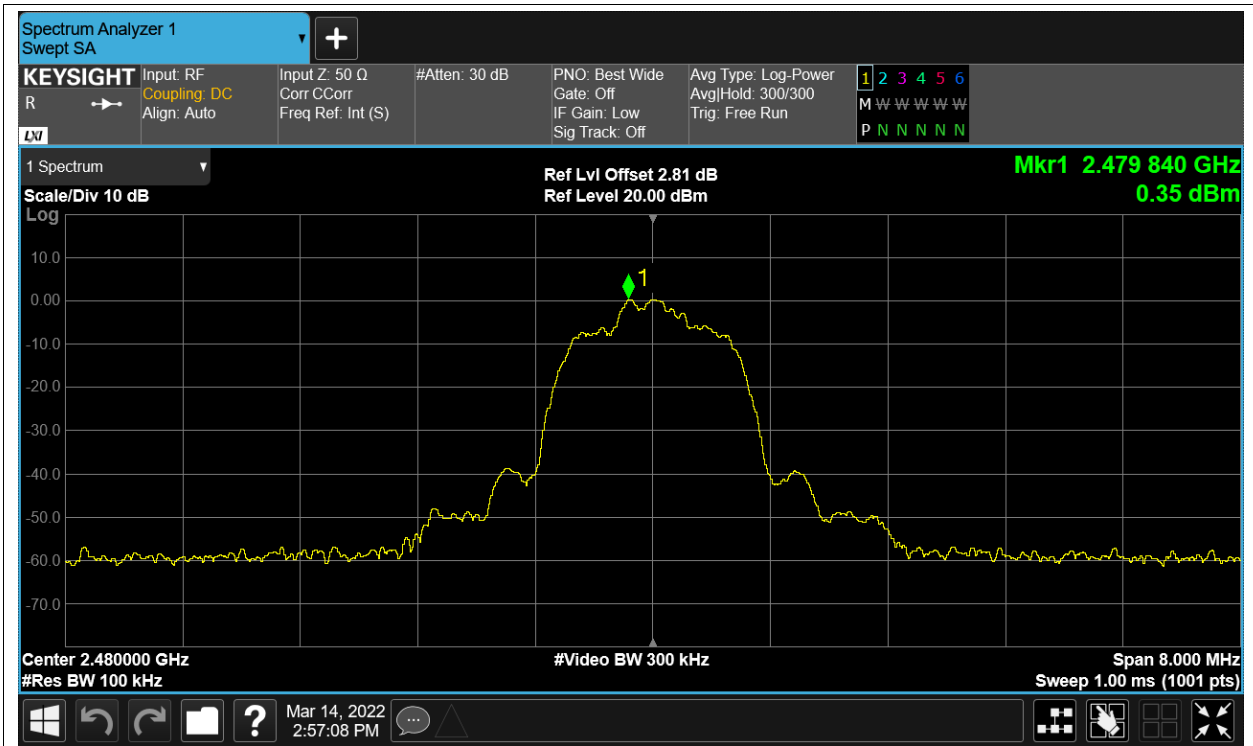 Spectrum Analyzer 1
Swept SA
KEYSIGHT
R
LXI
Input: RF
Coupling: DC
Align: Auto
Input Z: 50 Ω
Corr CCorr
Freq Ref: Int (S)
#Atten: 30 dB
PNO: Best Wide
Gate: Off
IF Gain: Low
Sig Track: Off
Avg Type: Log-Power
Avg|Hold: 300/300
Trig: Free Run
1 2 3 4 5 6
M W W W W W W
P N N N N N N
1 Spectrum
Scale/Div 10 dB
Log
Ref Lvl Offset 2.81 dB
Ref Level 20.00 dBm
Mkr1 2.479 840 GHz
0.35 dBm
1
10.0
0.00
-10.0
-20.0
-30.0
-40.0
-50.0
-60.0
-70.0
Center 2.480000 GHz
#Video BW 300 kHz
Span 8.000 MHz
#Res BW 100 kHz
Sweep 1.00 ms (1001 pts)
?
Mar 14, 2022
2:57:08 PM